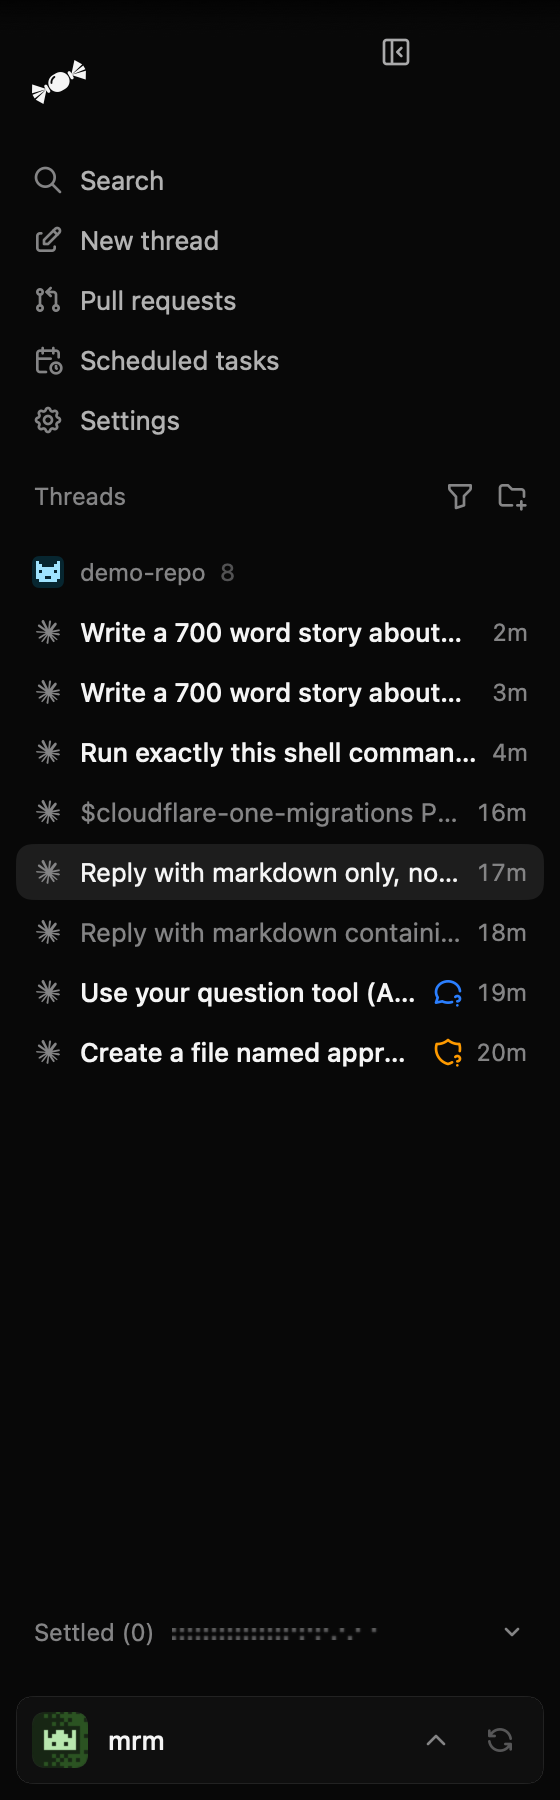 Search
New thread
Pull requests
Scheduled tasks
Settings
Threads
demo-repo 8
Write a 700 word story about... 2m
Write a 700 word story about... 3m
Run exactly this shell comman... 4m
$cloudflare-one-migrations P... 16m
Reply with markdown only, no... 17m
Reply with markdown containi... 18m
Use your question tool (A... 19m
Create a file named appr... 20m
Settled (0)
mrm